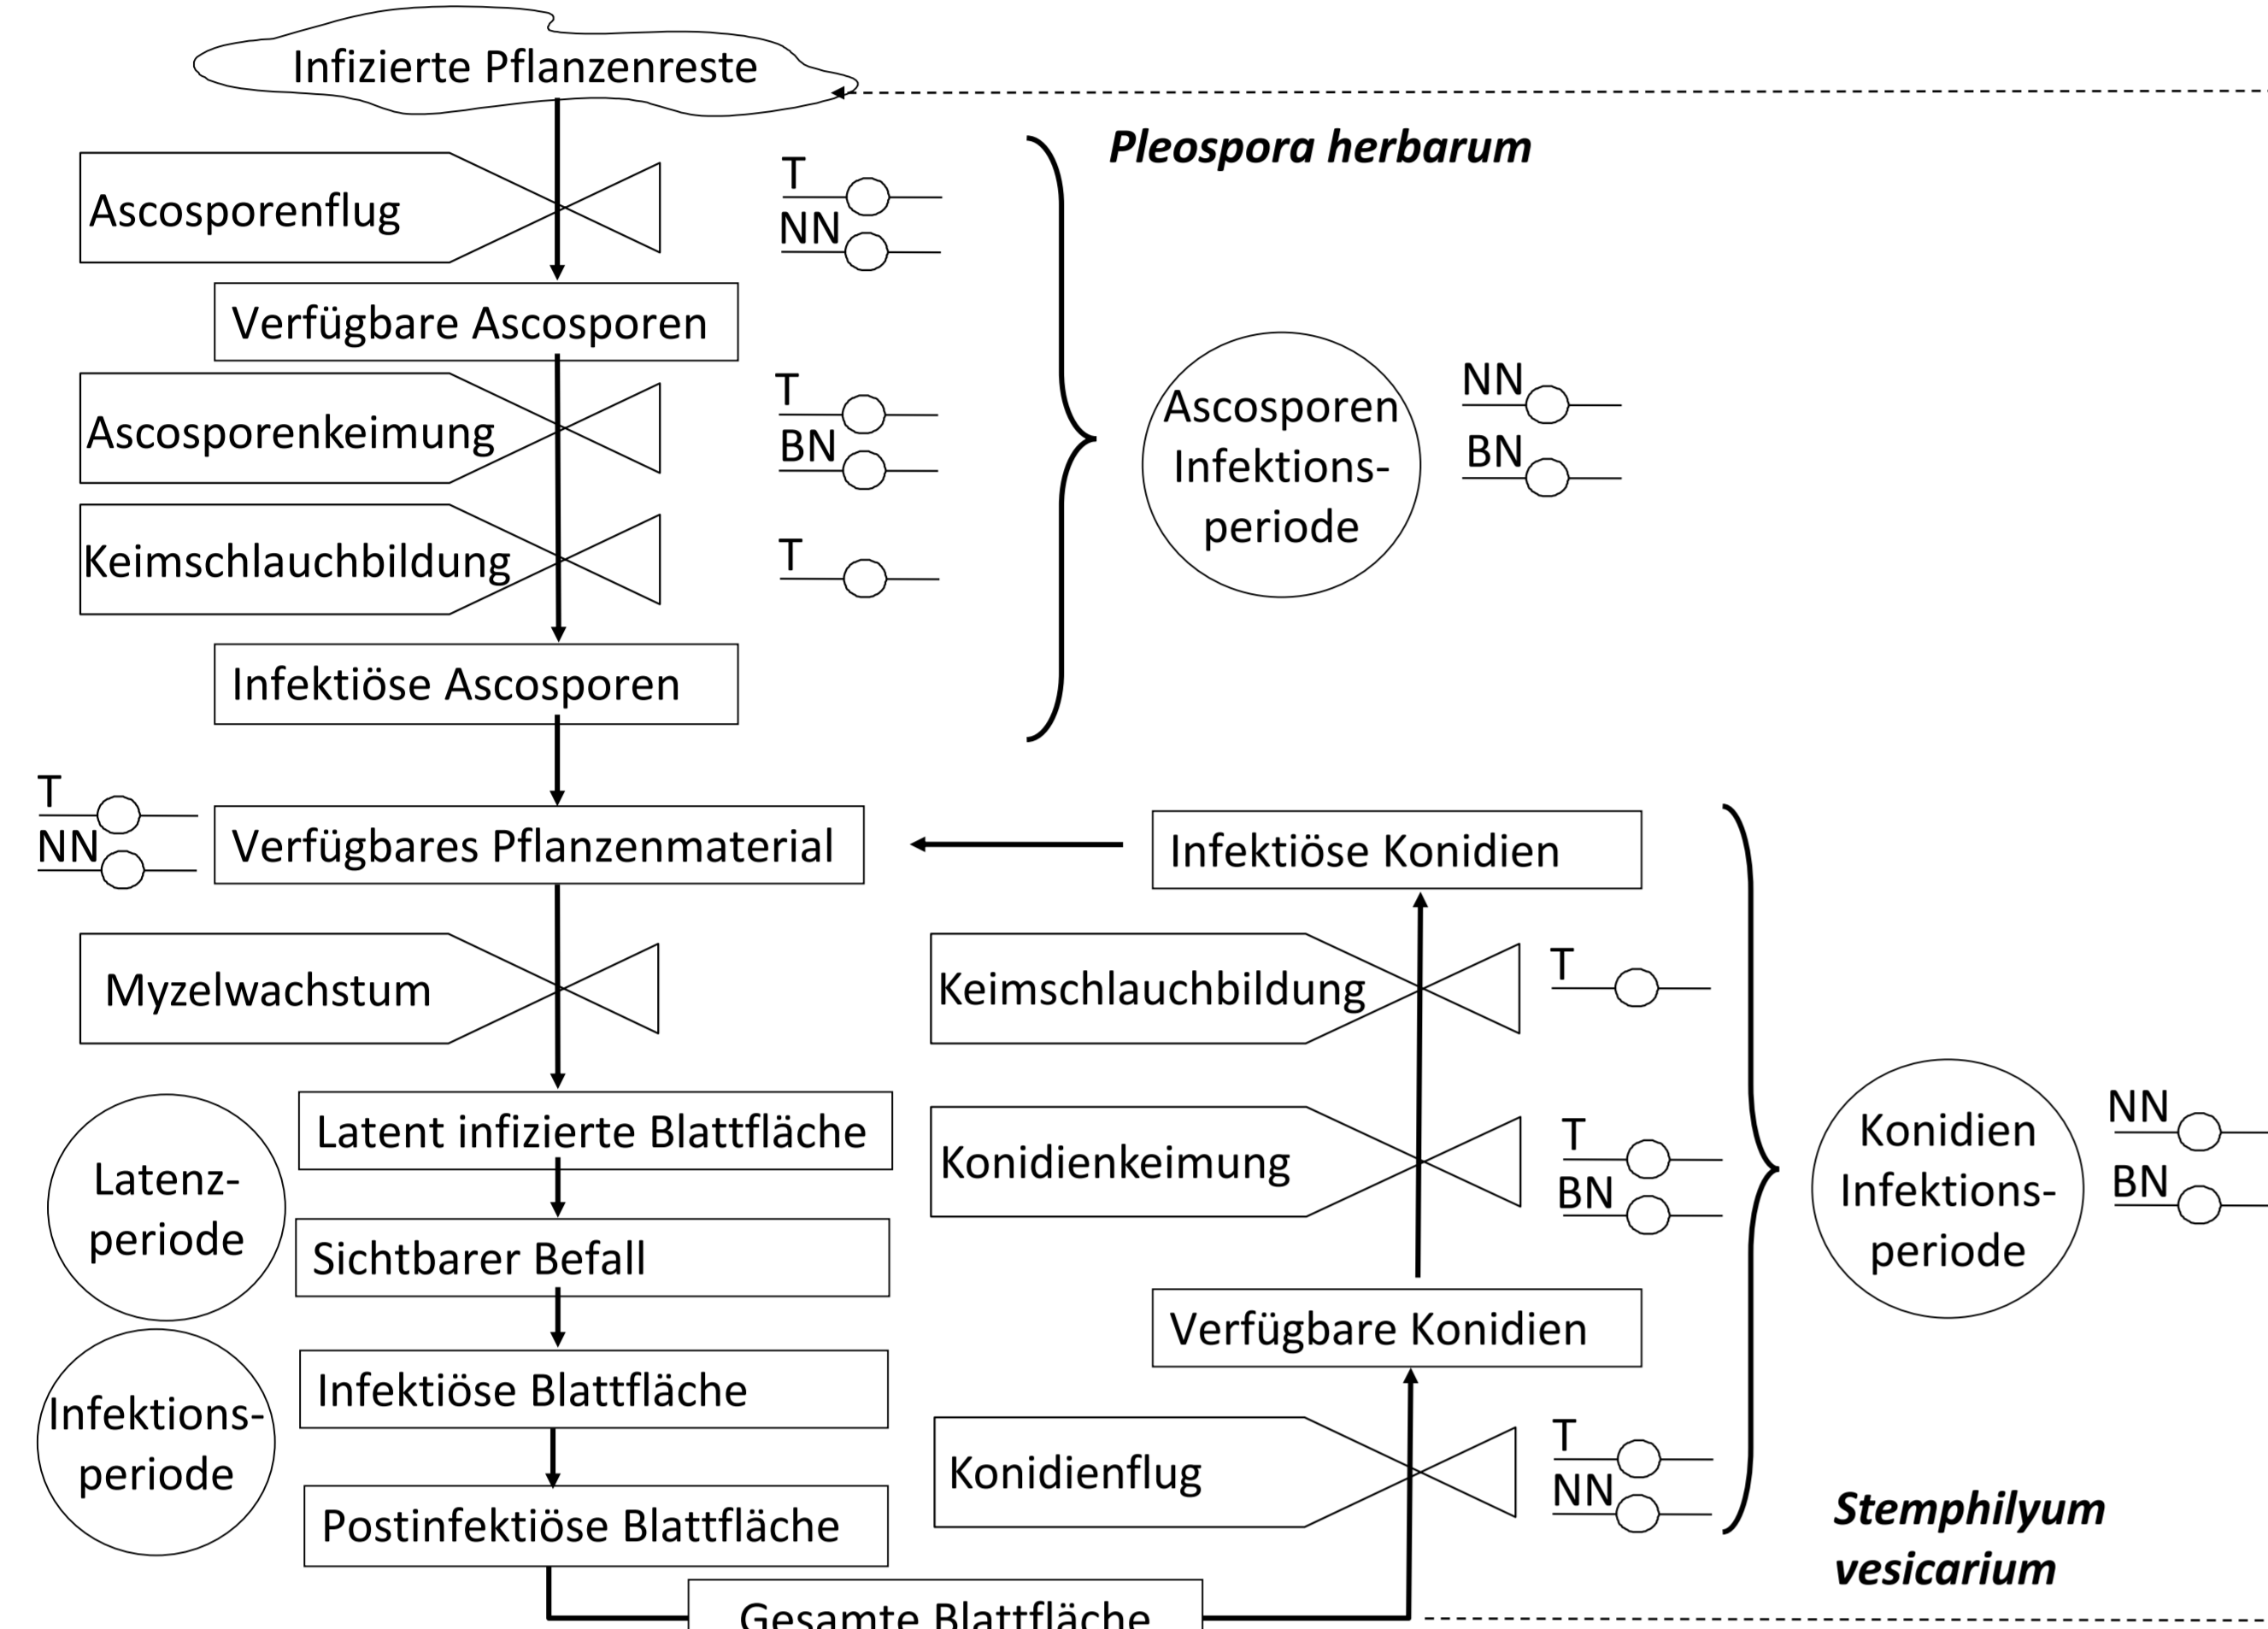 Infizierte Pflanzenreste
Pleospora herbarum
Ascosporenflug
T
NN
Verfügbare Ascosporen
Ascosporenkeimung
T
BN
Keimschlauchbildung
T
Infektiöse Ascosporen
Ascosporen
Infektions-
periode
NN
BN
T
NN
Verfügbares Pflanzenmaterial
Infektiöse Konidien
Myzelwachstum
Keimschlauchbildung
T
Latent infizierte Blattfläche
Konidienkeimung
T
BN
Latenz-
periode
Sichtbarer Befall
Verfügbare Konidien
Konidien
Infektions-
periode
NN
BN
Infektions-
periode
Infektiöse Blattfläche
Konidienflug
T
NN
Postinfektiöse Blattfläche
Gesamte Blattfläche
Stemphilyum
vesicarium